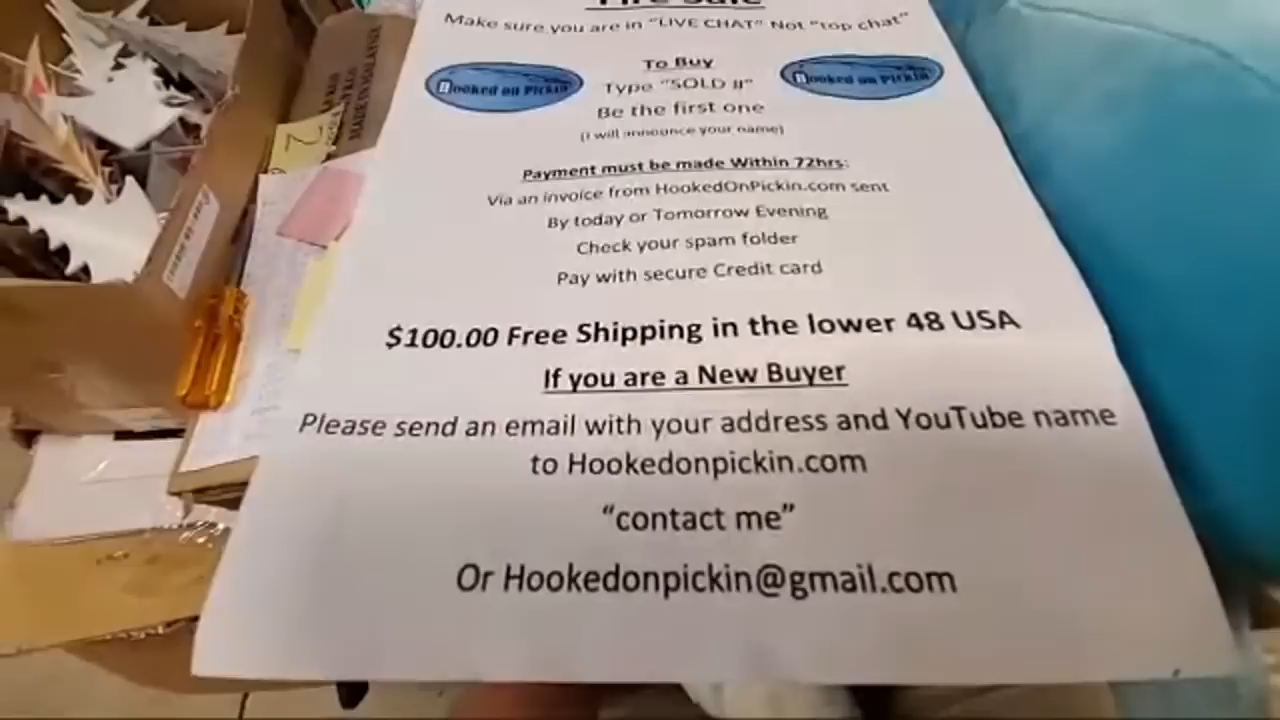 Fire Sale
Make sure you are in "LIVE CHAT" Not "top chat"
To Buy
Hooked on Pickin'
Type "SOLD #"
Hooked on Pickin'
Be the first one
(I will announce your name)
Payment must be made Within 72hrs:
Via an invoice from HookedOnPickin.com sent
By today or Tomorrow Evening
Check your spam folder
Pay with secure Credit card
$100.00 Free Shipping in the lower 48 USA
If you are a New Buyer
Please send an email with your address and YouTube name
to Hookedonpickin.com
"contact me"
Or Hookedonpickin@gmail.com
2